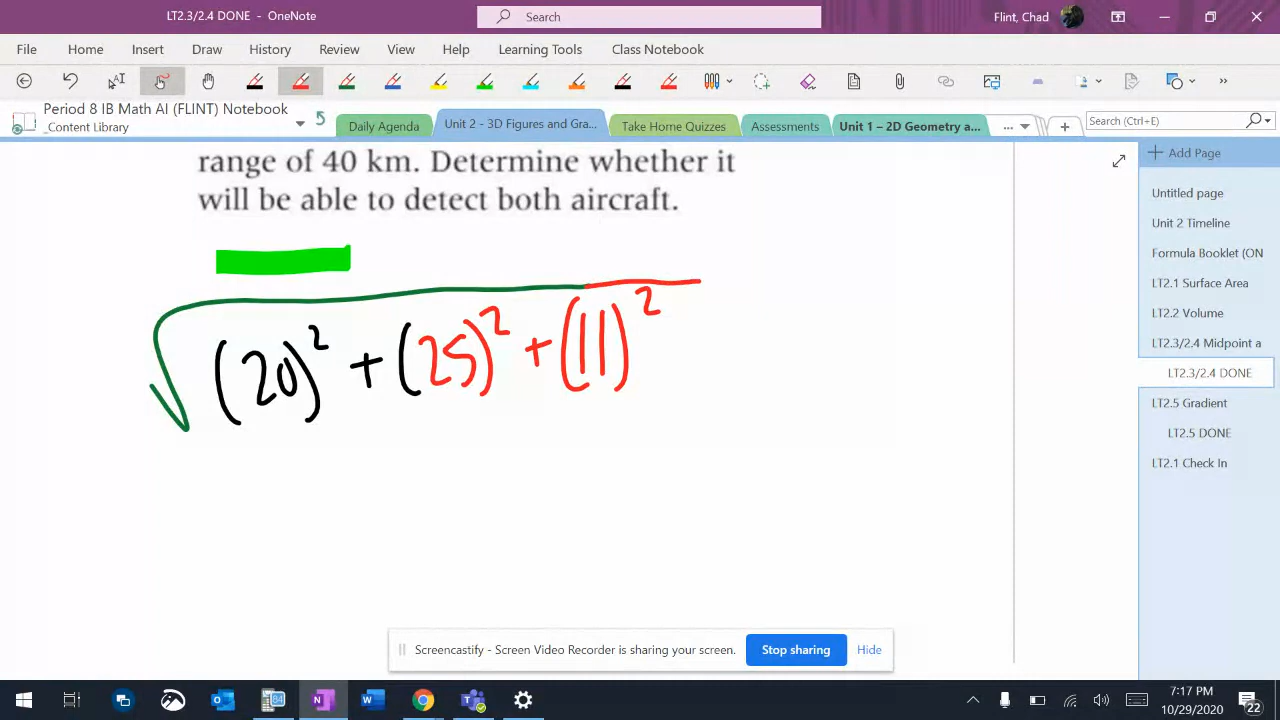 LT2.3/2.4 DONE - OneNote
Search
Flint, Chad
File Home Insert Draw History Review View Help Learning Tools Class Notebook
Period 8 IB Math AI (FLINT) Notebook
_Content Library
Daily Agenda
Unit 2 - 3D Figures and Gra...
Take Home Quizzes
Assessments
Unit 1 – 2D Geometry a...
...
Search (Ctrl+E)
Add Page
Untitled page
Unit 2 Timeline
Formula Booklet (ON
LT2.1 Surface Area
LT2.2 Volume
LT2.3/2.4 Midpoint a
LT2.3/2.4 DONE
LT2.5 Gradient
LT2.5 DONE
LT2.1 Check In
range of 40 km. Determine whether it
will be able to detect both aircraft.
√(20)² + (25)² + (11)²
Screencastify - Screen Video Recorder is sharing your screen. Stop sharing Hide
7:17 PM
10/29/2020
22